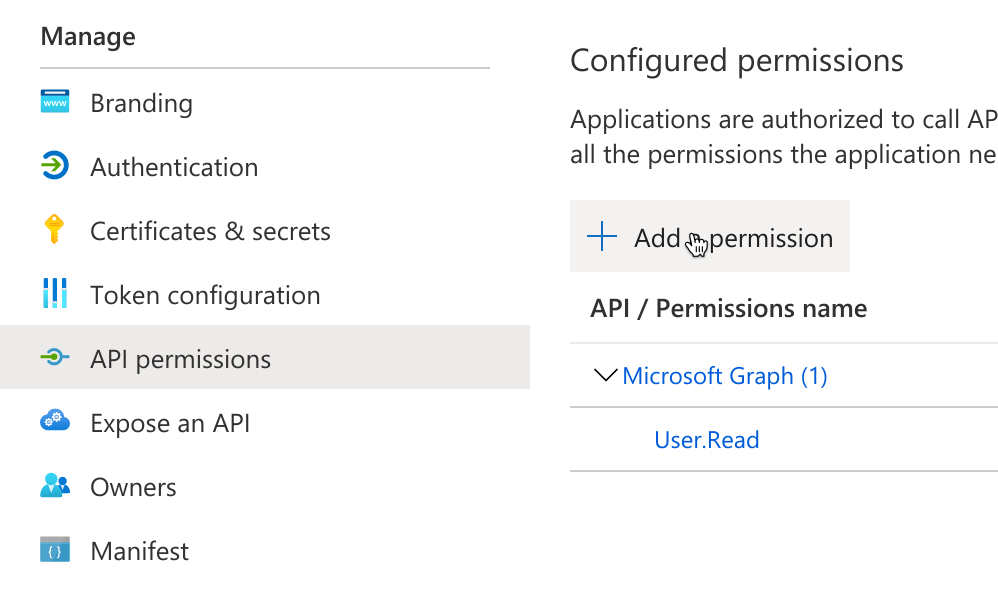 Manage
Branding
Authentication
Certificates & secrets
Token configuration
API permissions
Expose an API
Owners
Manifest
Configured permissions
Applications are authorized to call AP
all the permissions the application ne
Add permission
API / Permissions name
Microsoft Graph (1)
User.Read